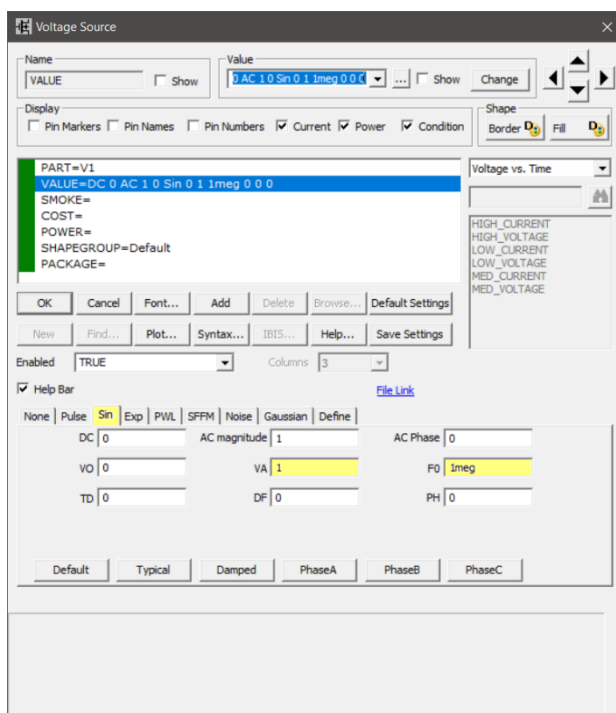 Voltage Source
Name
VALUE
Show
Value
0 AC 1 0 Sin 0 1 1meg 0 0 0
...
Show
Change
Display
Pin Markers
Pin Names
Pin Numbers
Current
Power
Condition
Shape
Border D
Fill D
PART=V1
VALUE=DC 0 AC 1 0 Sin 0 1 1meg 0 0 0
SMOKE=
COST=
POWER=
SHAPEGROUP=Default
PACKAGE=
Voltage vs. Time
HIGH_CURRENT
HIGH_VOLTAGE
LOW_CURRENT
LOW_VOLTAGE
MED_CURRENT
MED_VOLTAGE
OK
Cancel
Font...
Add
Delete
Browse...
Default Settings
New
Find...
Plot...
Syntax...
IBIS...
Help...
Save Settings
Enabled
TRUE
Columns
3
Help Bar
File Link
None
Pulse
Sin
Exp
PWL
SFFM
Noise
Gaussian
Define
DC 0
AC magnitude 1
AC Phase 0
VO 0
VA 1
F0 1meg
TD 0
DF 0
PH 0
Default
Typical
Damped
PhaseA
PhaseB
PhaseC